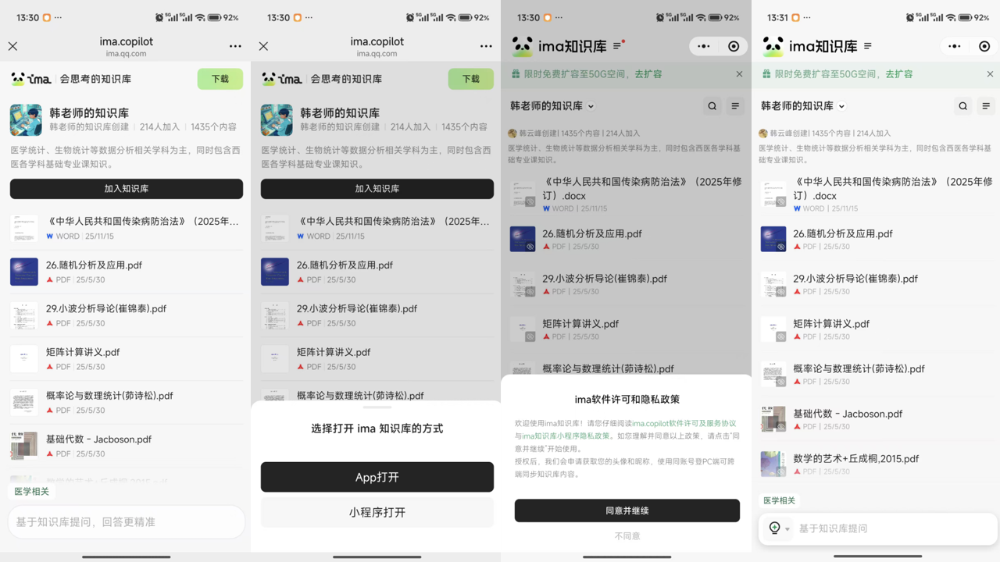 13:30 ···
5G 5G 92%
ima.copilot
ima.qq.com
ima. 会思考的知识库
下载
韩老师的知识库
韩老师的知识库创建 | 214人加入 | 1435个内容
医学统计、生物统计等数据分析相关学科为主，同时包含西
医各学科基础专业课知识。
加入知识库
《中华人民共和国传染病防治法》（2025年...
WORD | 25/11/15
26.随机分析及应用.pdf
PDF | 25/5/30
29.小波分析导论(崔锦泰).pdf
PDF | 25/5/30
矩阵计算讲义.pdf
PDF | 25/5/30
概率论与数理统计(茆诗松).pdf
PDF | 25/5/30
基础代数 - Jacboson.pdf
PDF | 25/5/30
医学相关
基于知识库提问，回答更精准
13:30 ···
5G 5G 92%
ima.copilot
ima.qq.com
ima. 会思考的知识库
下载
韩老师的知识库
韩老师的知识库创建 | 214人加入 | 1435个内容
医学统计、生物统计等数据分析相关学科为主，同时包含西
医各学科基础专业课知识。
加入知识库
《中华人民共和国传染病防治法》（2025年...
WORD | 25/11/15
26.随机分析及应用.pdf
PDF | 25/5/30
29.小波分析导论(崔锦泰).pdf
PDF | 25/5/30
矩阵计算讲义.pdf
PDF | 25/5/30
概率论与数理统计(茆诗松).pdf
选择打开 ima 知识库的方式
App打开
小程序打开
13:30 ···
5G 5G 92%
ima知识库
限时免费扩容至50G空间，去扩容
韩老师的知识库
韩云峰创建| 1435个内容 | 214人加入
医学统计、生物统计等数据分析相关学科为主，同时包含西医各学科基
础专业课知识。
《中华人民共和国传染病防治法》（2025年修
订）.docx
WORD | 25/11/15
26.随机分析及应用.pdf
PDF | 25/5/30
29.小波分析导论(崔锦泰).pdf
PDF | 25/5/30
矩阵计算讲义.pdf
PDF | 25/5/30
概率论与数理统计(茆诗松).pdf
ima软件许可和隐私政策
欢迎使用ima知识库！请您仔细阅读ima.copilot软件许可及服务协议
与ima知识库小程序隐私政策。如您理解并同意以上政策，请点击“同
意并继续”开始使用。
授权后，我们会申请获取您的头像和昵称，使用同账号登PC端可跨
端同步知识库内容。
同意并继续
不同意
13:31 ···
5G 5G 92%
ima知识库
限时免费扩容至50G空间，去扩容
韩老师的知识库
韩云峰创建| 1435个内容 | 214人加入
医学统计、生物统计等数据分析相关学科为主，同时包含西医各学科基
础专业课知识。
《中华人民共和国传染病防治法》（2025年修
订）.docx
WORD | 25/11/15
26.随机分析及应用.pdf
PDF | 25/5/30
29.小波分析导论(崔锦泰).pdf
PDF | 25/5/30
矩阵计算讲义.pdf
PDF | 25/5/30
概率论与数理统计(茆诗松).pdf
PDF | 25/5/30
基础代数 - Jacboson.pdf
PDF | 25/5/30
数学的艺术+丘成桐,2015.pdf
PDF | 25/5/30
医学相关
基于知识库提问